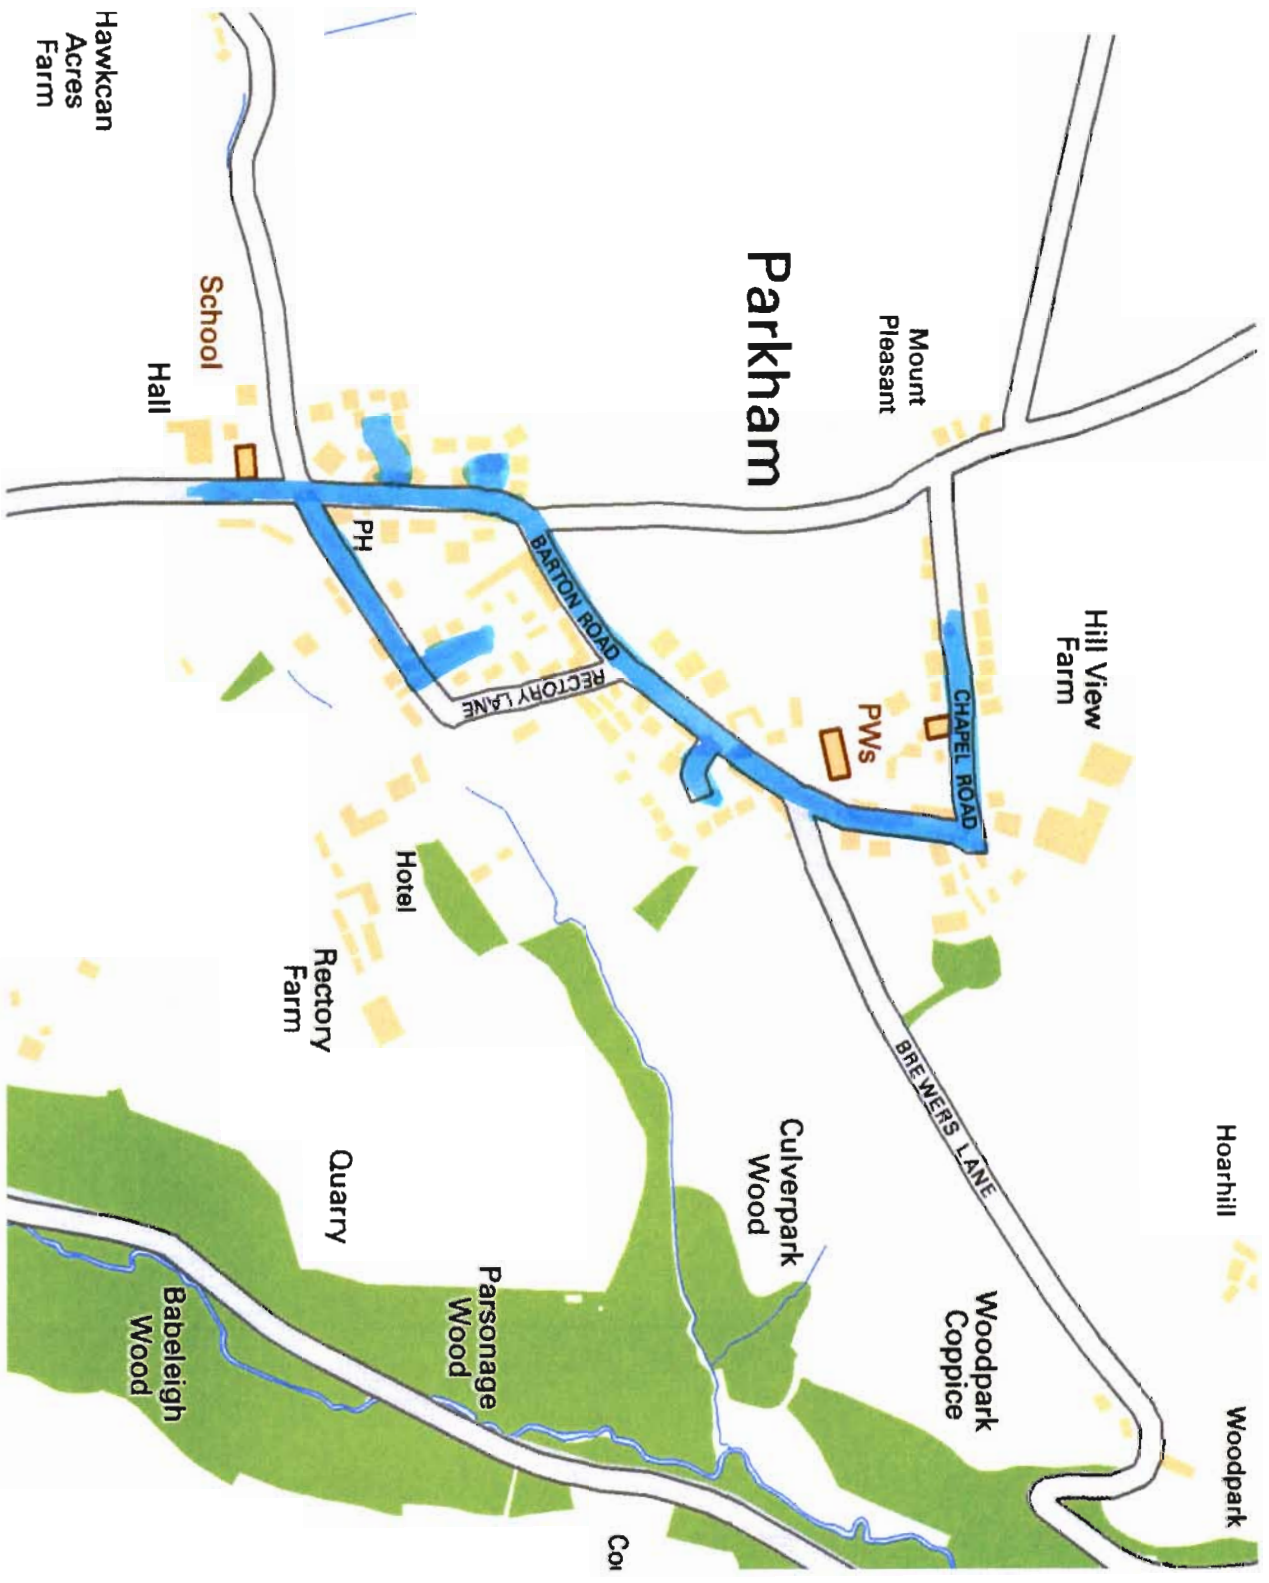 Hoarhill
Woodpark
Hill View
Farm
Woodpark
Coppice
CHAPEL ROAD
BREWERS LANE
Mount
Pleasant
PWs
Parkham
Culverpark
Wood
BARTON ROAD
RECTORY LANE
Parsonage
Wood
Hotel
PH
Quarry
Rectory
Farm
School
Babeleigh
Wood
Hall
Hawkcan
Acres
Farm